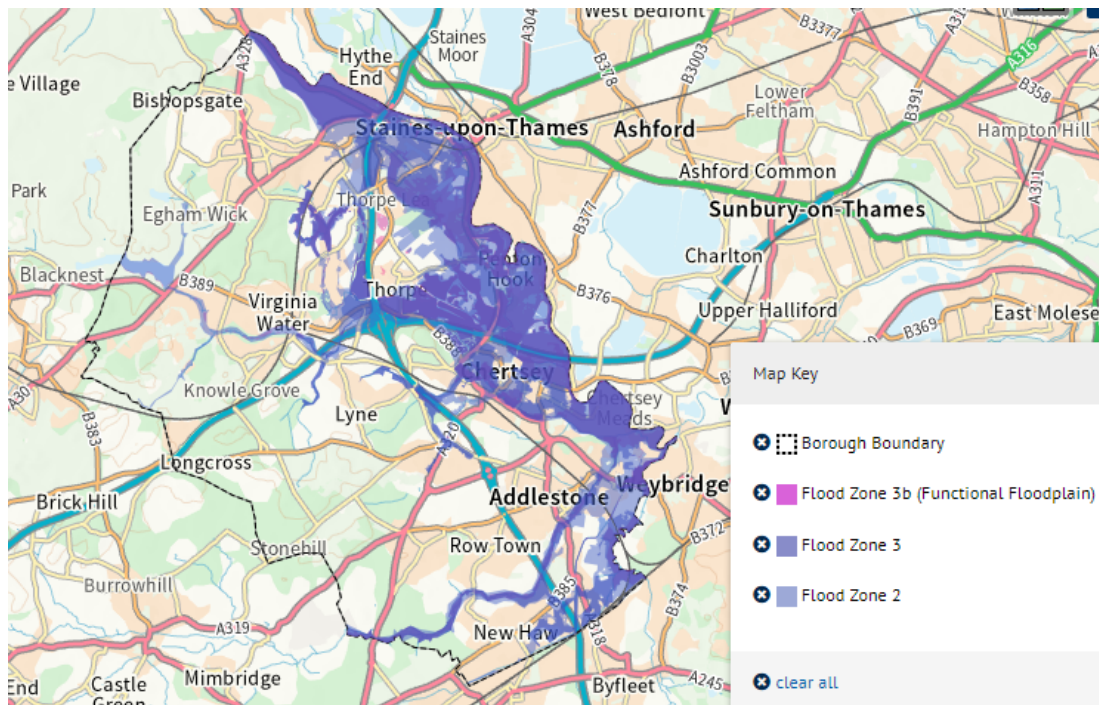 West Bedfont
A304
B3377
Staines
Moor
Hythe
End
A328
B378
B3003
A316
e Village
Bishopsgate
Lower
Feltham
B391
B358
Staines-upon-Thames
Ashford
Hampton Hill
Park
Thorpe Lea
Ashford Common
A311
Egham Wick
B377
Sunbury-on-Thames
Blacknest
B389
Penton
Hook
Charlton
Virginia
Water
Thorpe
B376
Upper Halliford
East Molese
B388
B369
A30
Knowle Grove
Chertsey
Map Key
Lyne
Chertsey
Meads
B383
A320
Borough Boundary
Longcross
Brick Hill
Addlestone
Weybridge
Flood Zone 3b (Functional Floodplain)
B372
Stonehill
Row Town
Flood Zone 3
Burrowhill
B385
B374
Flood Zone 2
A319
New Haw
A318
End
Castle
Green
Mimbridge
Byfleet
A245
clear all